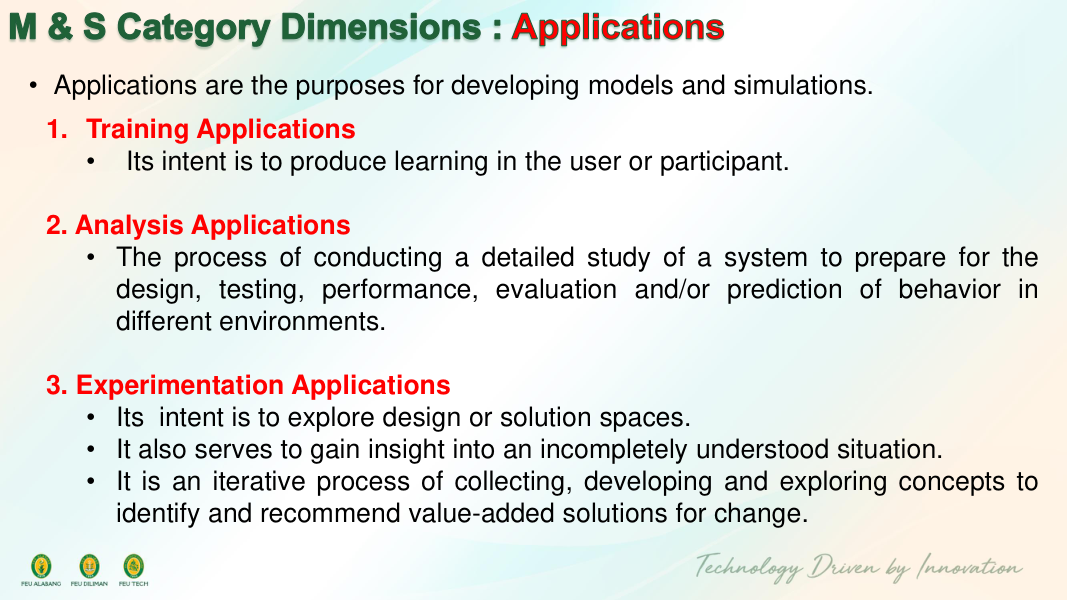 M & S Category Dimensions : Applications
• Applications are the purposes for developing models and simulations.
1. Training Applications
• Its intent is to produce learning in the user or participant.
2. Analysis Applications
• The process of conducting a detailed study of a system to prepare for the
design, testing, performance, evaluation and/or prediction of behavior in
different environments.
3. Experimentation Applications
• Its intent is to explore design or solution spaces.
• It also serves to gain insight into an incompletely understood situation.
• It is an iterative process of collecting, developing and exploring concepts to
identify and recommend value-added solutions for change.
FEU ALABANG FEU DILIMAN FEU TECH
Technology Driven by Innovation